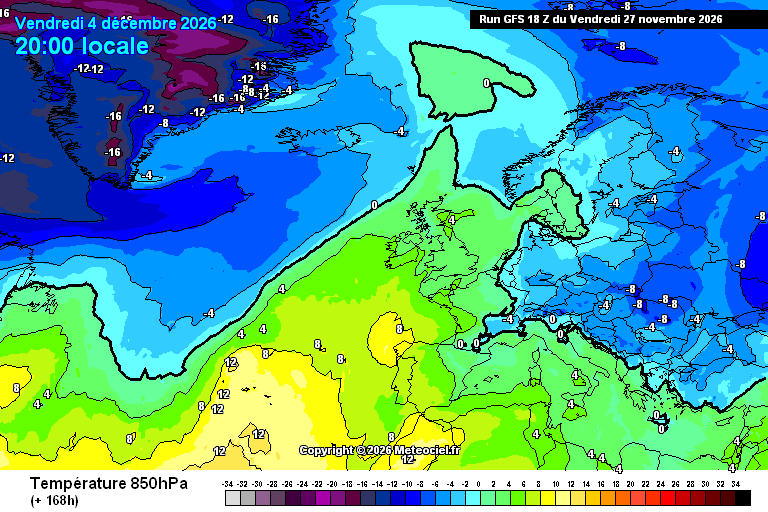 Vendredi 4 décembre 2026
20:00 locale
Run GFS 18 Z du Vendredi 27 novembre 2026
Copyright © 2026 Meteociel.fr
Température 850hPa
(+ 168h)
-34 -32 -30 -28 -26 -24 -22 -20 -18 -16 -14 -12 -10 -8 -6 -4 -2 0 2 4 6 8 10 12 14 16 18 20 22 24 26 28 30 32 34